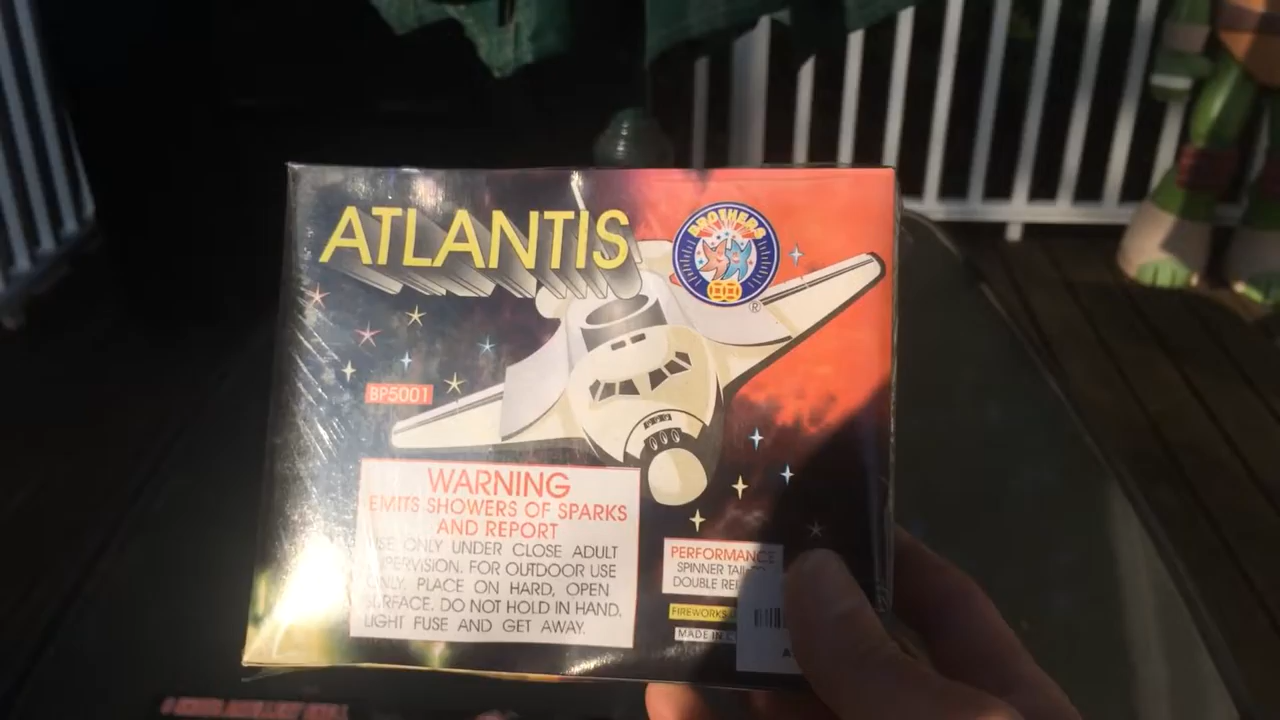 ATLANTIS
BROTHERS
®
BP5001
WARNING
EMITS SHOWERS OF SPARKS
AND REPORT
USE ONLY UNDER CLOSE ADULT
SUPERVISION. FOR OUTDOOR USE
ONLY. PLACE ON HARD, OPEN
SURFACE. DO NOT HOLD IN HAND.
LIGHT FUSE AND GET AWAY.
PERFORMANCE
SPINNER
DOUBLE
FIREWORKS
MADE IN